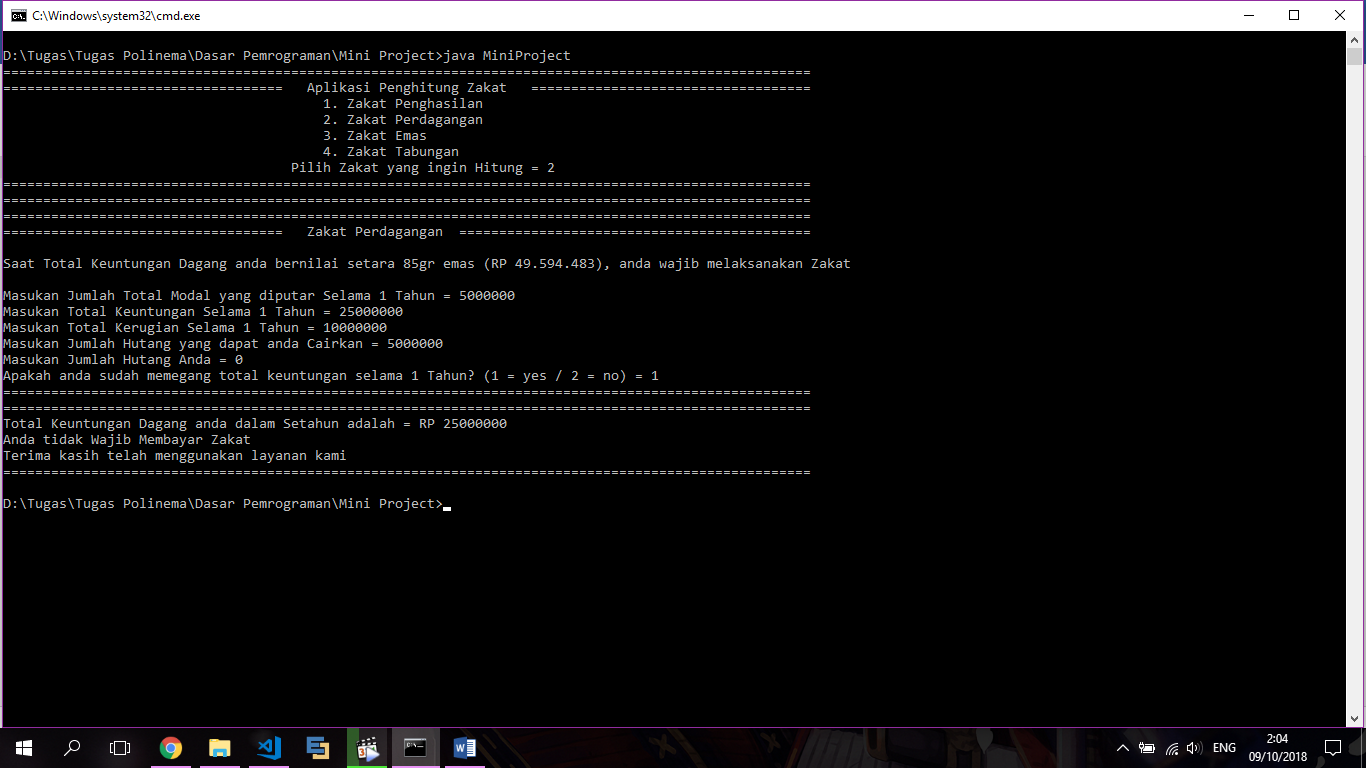 C:\Windows\system32\cmd.exe
D:\Tugas\Tugas Polinema\Dasar Pemrograman\Mini Project>java MiniProject
=====================================================================================================
=================================== Aplikasi Penghitung Zakat ===================================
1. Zakat Penghasilan
2. Zakat Perdagangan
3. Zakat Emas
4. Zakat Tabungan
Pilih Zakat yang ingin Hitung = 2
=====================================================================================================
=====================================================================================================
=====================================================================================================
=================================== Zakat Perdagangan ============================================
Saat Total Keuntungan Dagang anda bernilai setara 85gr emas (RP 49.594.483), anda wajib melaksanakan Zakat
Masukan Jumlah Total Modal yang diputar Selama 1 Tahun = 5000000
Masukan Total Keuntungan Selama 1 Tahun = 25000000
Masukan Total Kerugian Selama 1 Tahun = 10000000
Masukan Jumlah Hutang yang dapat anda Cairkan = 5000000
Masukan Jumlah Hutang Anda = 0
Apakah anda sudah memegang total keuntungan selama 1 Tahun? (1 = yes / 2 = no) = 1
=====================================================================================================
=====================================================================================================
Total Keuntungan Dagang anda dalam Setahun adalah = RP 25000000
Anda tidak Wajib Membayar Zakat
Terima kasih telah menggunakan layanan kami
=====================================================================================================
D:\Tugas\Tugas Polinema\Dasar Pemrograman\Mini Project>
ENG
2:04
09/10/2018